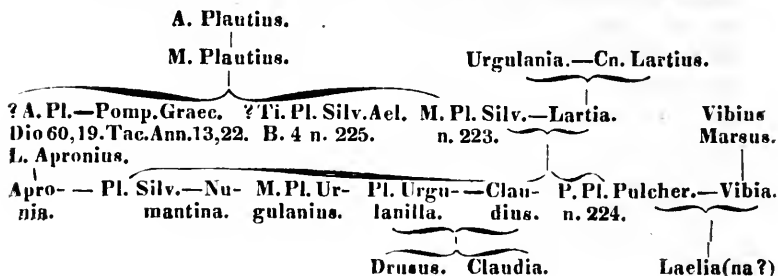 A. Plautius.
M. Plautius.
Urgulania.—Cn. Lartius.
? A. Pl.—Pomp. Graec. ? Ti. Pl. Silv. Ael. M. Pl. Silv.—Lartia. Vibius
Dio 60, 19. Tac. Ann. 13, 22. B. 4 n. 225. n. 223. Marsus.
L. Apronius.
Apro- — Pl. Silv.—Nu- M. Pl. Ur- Pl. Urgu-—Clau- P. Pl. Pulcher.—Vibia.
nia. mantina. gulanius. lanilla. dius. n. 224.
Drusus. Claudia. Laelia(na?)